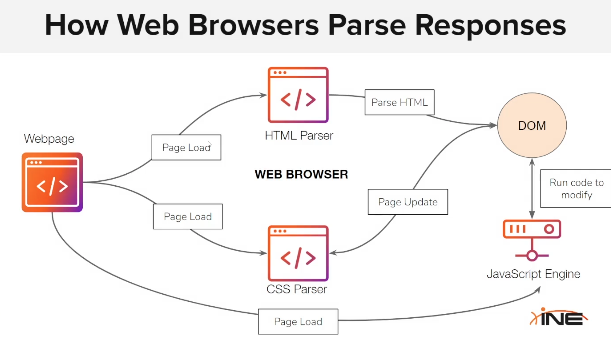 How Web Browsers Parse Responses
Webpage
</>
Page Load
Page Load
</>
HTML Parser
Parse HTML
WEB BROWSER
DOM
Page Update
Run code to
modify
</>
CSS Parser
JavaScript Engine
Page Load
INE